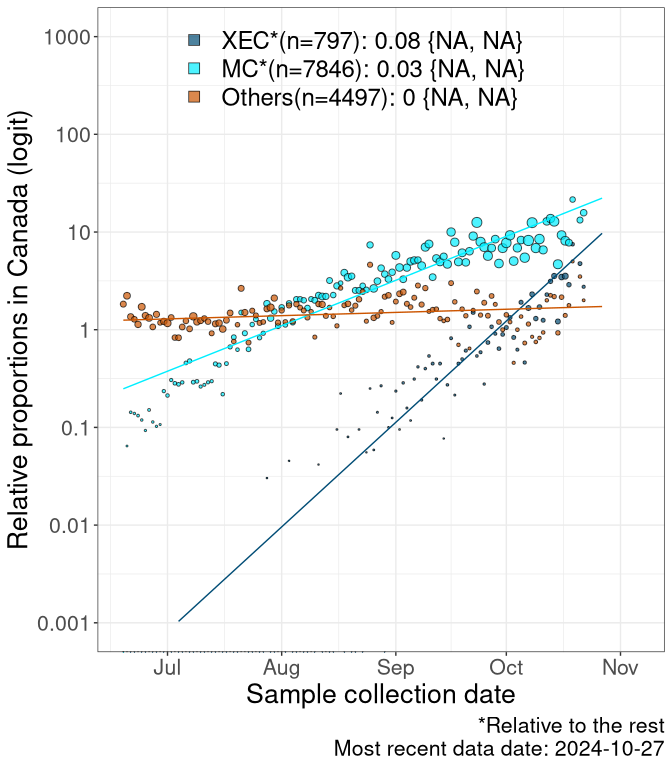 XEC*(n=797): 0.08 {NA, NA}
MC*(n=7846): 0.03 {NA, NA}
Others(n=4497): 0 {NA, NA}
Relative proportions in Canada (logit)
1000
100
10
1
0.1
0.01
0.001
Jul Aug Sep Oct Nov
Sample collection date
*Relative to the rest
Most recent data date: 2024-10-27